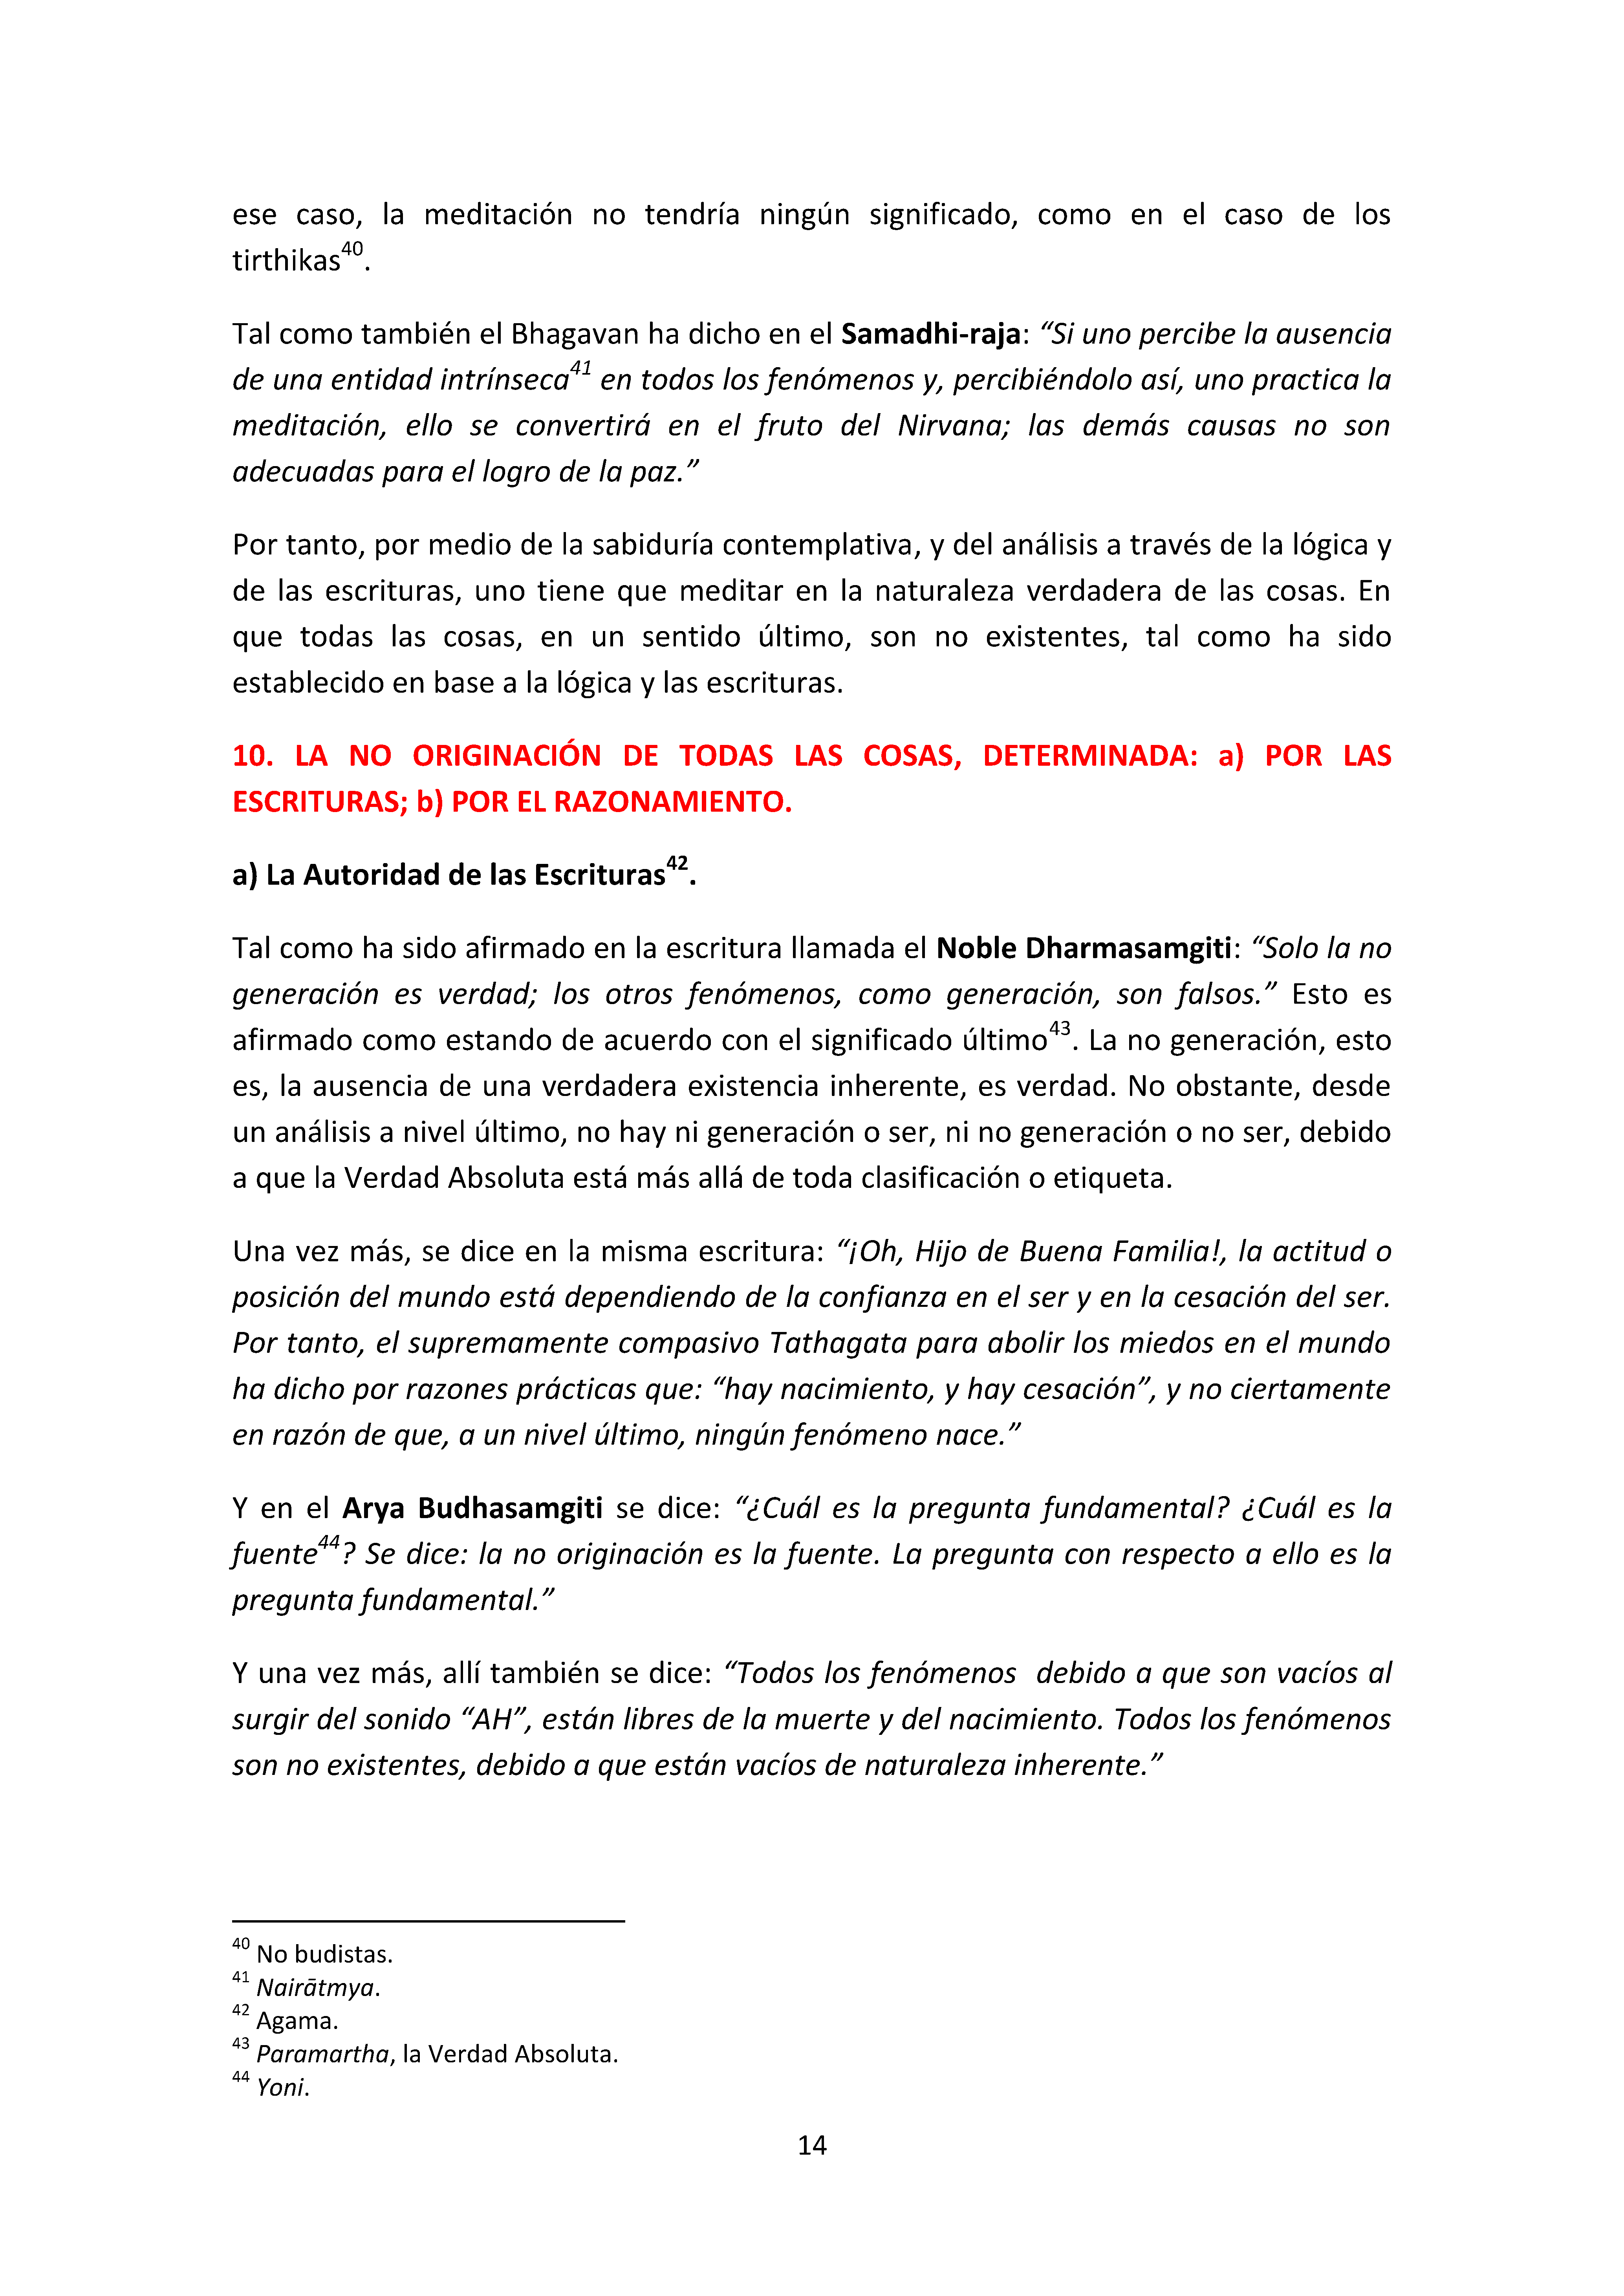 ese caso, la meditación no tendría ningún significado, como en el caso de los
tirthikas40.
Tal como también el Bhagavan ha dicho en el Samadhi-raja: “Si uno percibe la ausencia
de una entidad intrínseca41 en todos los fenómenos y, percibiéndolo así, uno practica la
meditación, ello se convertirá en el fruto del Nirvana; las demás causas no son
adecuadas para el logro de la paz.”
Por tanto, por medio de la sabiduría contemplativa, y del análisis a través de la lógica y
de las escrituras, uno tiene que meditar en la naturaleza verdadera de las cosas. En
que todas las cosas, en un sentido último, son no existentes, tal como ha sido
establecido en base a la lógica y las escrituras.
10. LA NO ORIGINACIÓN DE TODAS LAS COSAS, DETERMINADA: a) POR LAS
ESCRITURAS; b) POR EL RAZONAMIENTO.
a) La Autoridad de las Escrituras42.
Tal como ha sido afirmado en la escritura llamada el Noble Dharmasamgiti: “Solo la no
generación es verdad; los otros fenómenos, como generación, son falsos.” Esto es
afirmado como estando de acuerdo con el significado último43. La no generación, esto
es, la ausencia de una verdadera existencia inherente, es verdad. No obstante, desde
un análisis a nivel último, no hay ni generación o ser, ni no generación o no ser, debido
a que la Verdad Absoluta está más allá de toda clasificación o etiqueta.
Una vez más, se dice en la misma escritura: “¡Oh, Hijo de Buena Familia!, la actitud o
posición del mundo está dependiendo de la confianza en el ser y en la cesación del ser.
Por tanto, el supremamente compasivo Tathagata para abolir los miedos en el mundo
ha dicho por razones prácticas que: “hay nacimiento, y hay cesación”, y no ciertamente
en razón de que, a un nivel último, ningún fenómeno nace.”
Y en el Arya Budhasamgiti se dice: “¿Cuál es la pregunta fundamental? ¿Cuál es la
fuente44? Se dice: la no originación es la fuente. La pregunta con respecto a ello es la
pregunta fundamental.”
Y una vez más, allí también se dice: “Todos los fenómenos  debido a que son vacíos al
surgir del sonido “AH”, están libres de la muerte y del nacimiento. Todos los fenómenos
son no existentes, debido a que están vacíos de naturaleza inherente.”
40 No budistas.
41 Nairātmya.
42 Agama.
43 Paramartha, la Verdad Absoluta.
44 Yoni.
14